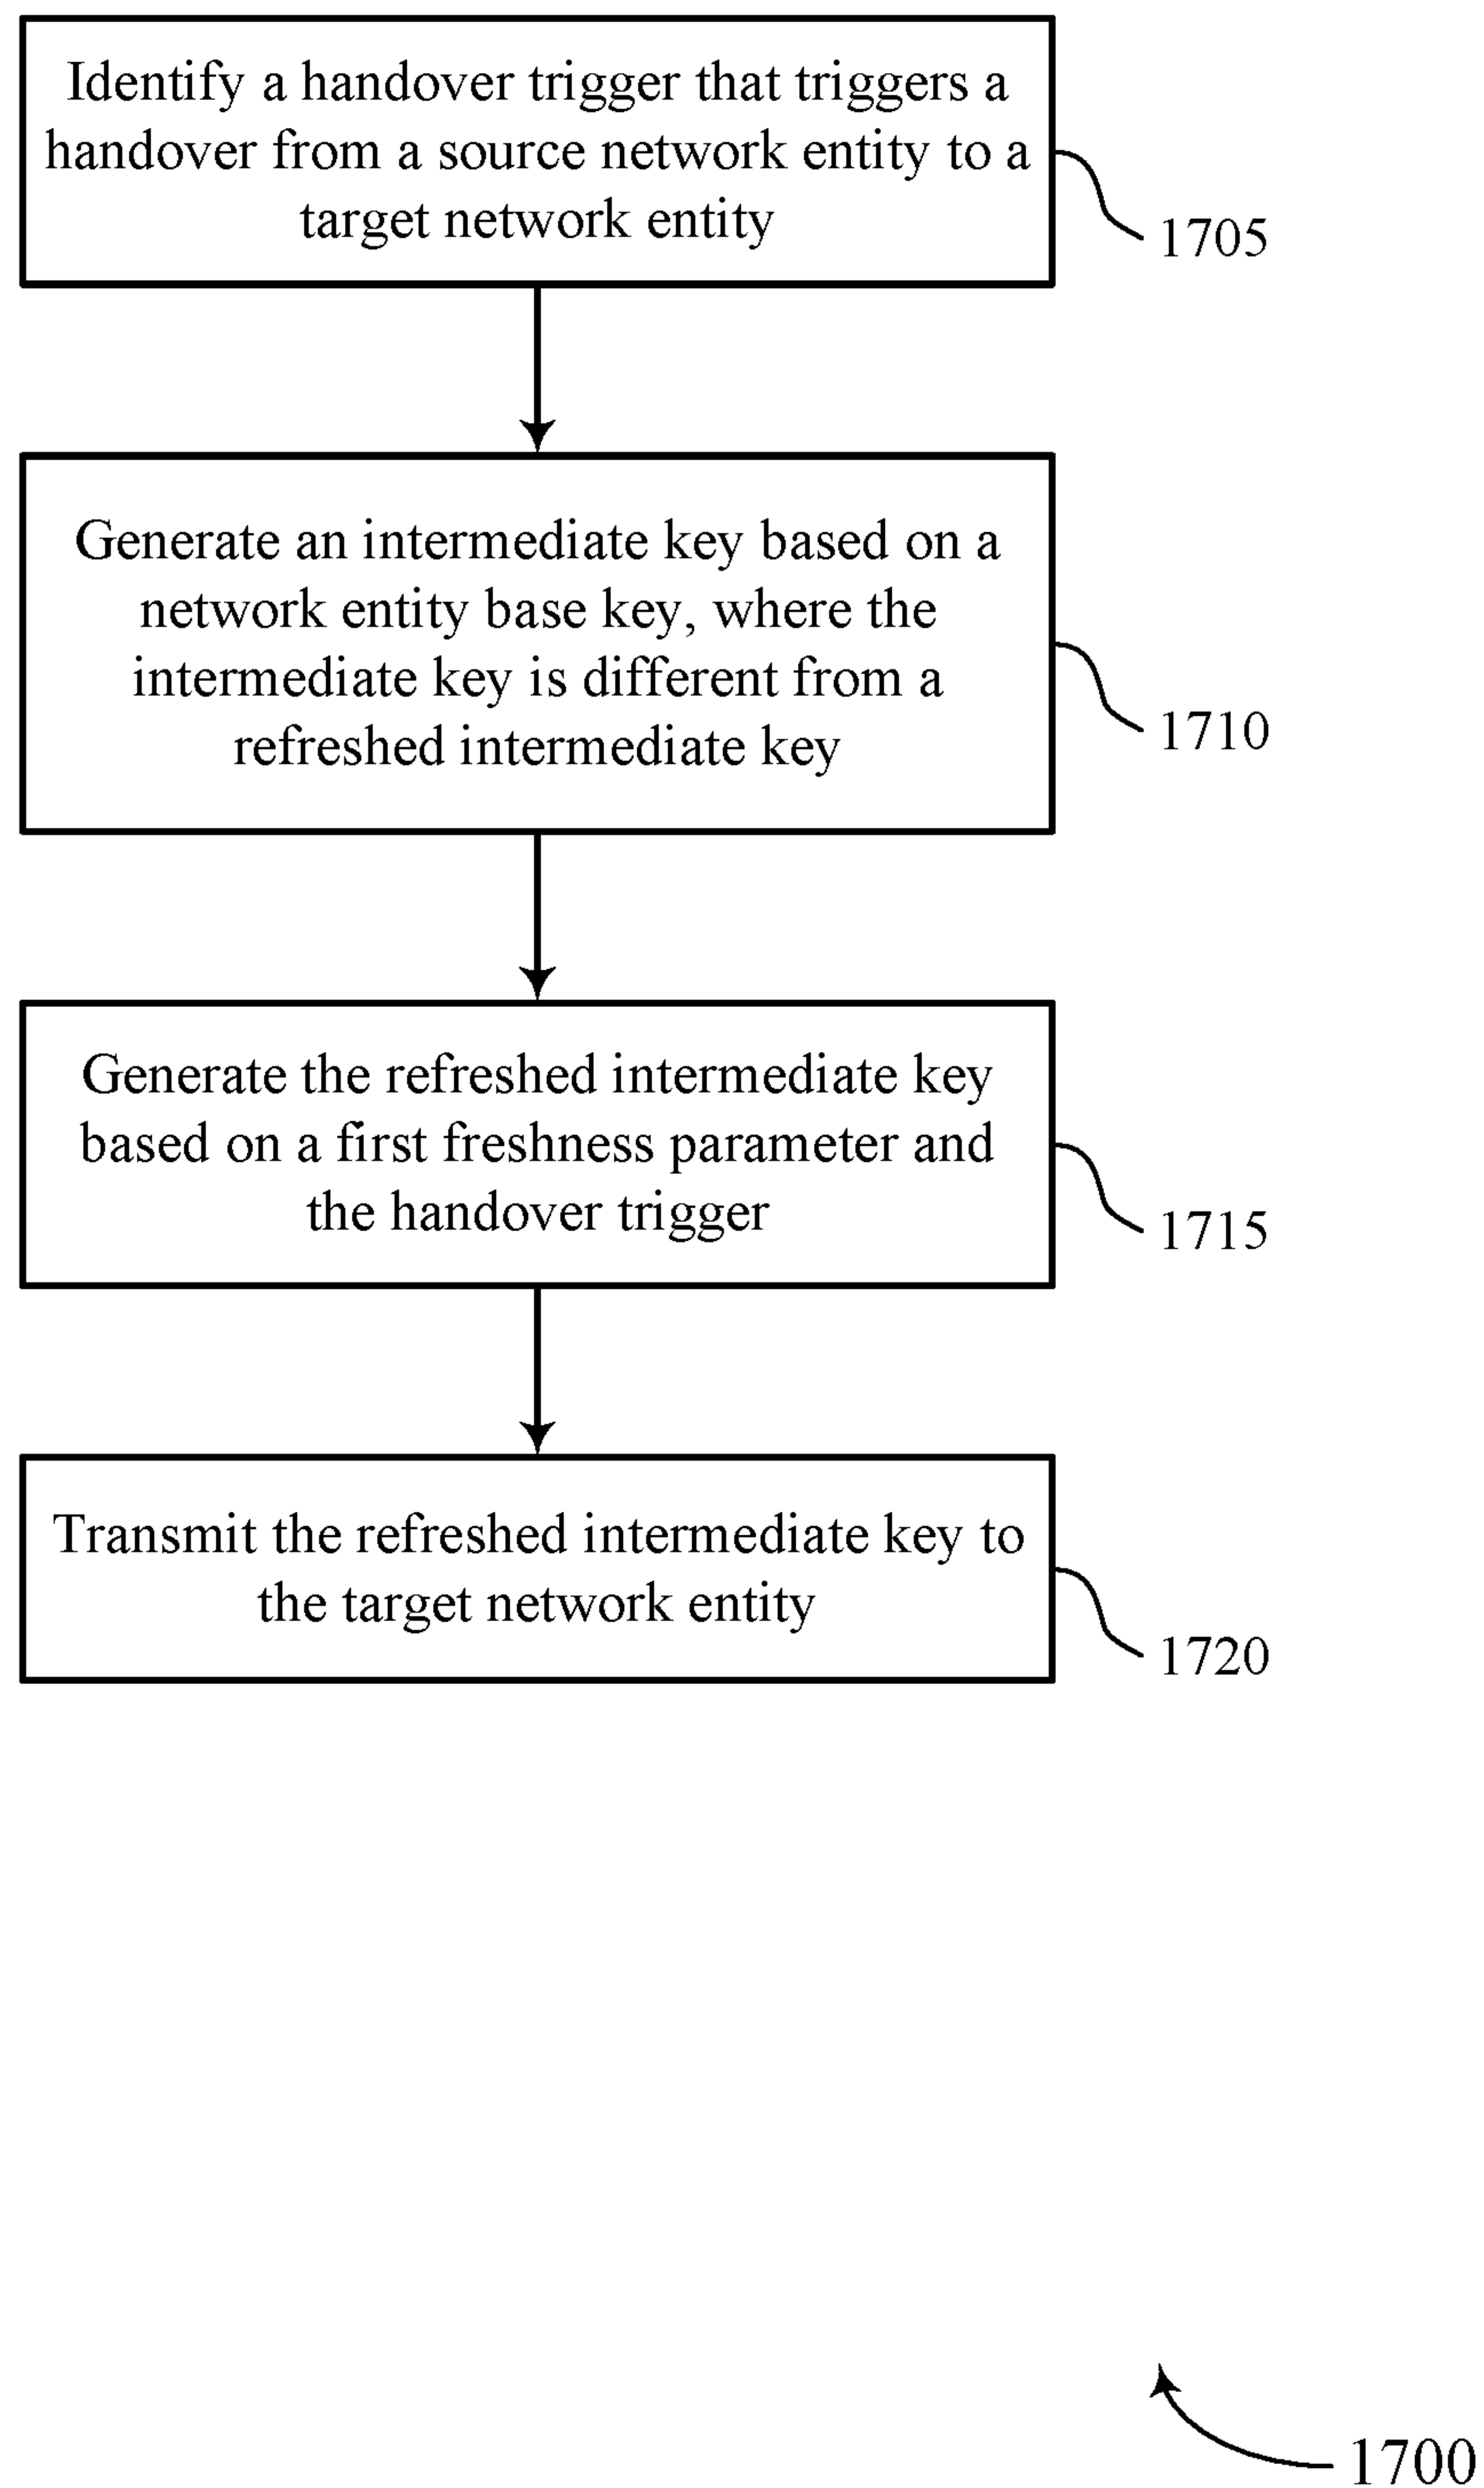 Identify a handover trigger that triggers a
handover from a source network entity to a
target network entity
1705
Generate an intermediate key based on a
network entity base key, where the
intermediate key is different from a
refreshed intermediate key
1710
Generate the refreshed intermediate key
based on a first freshness parameter and
the handover trigger
1715
Transmit the refreshed intermediate key to
the target network entity
1720
1700